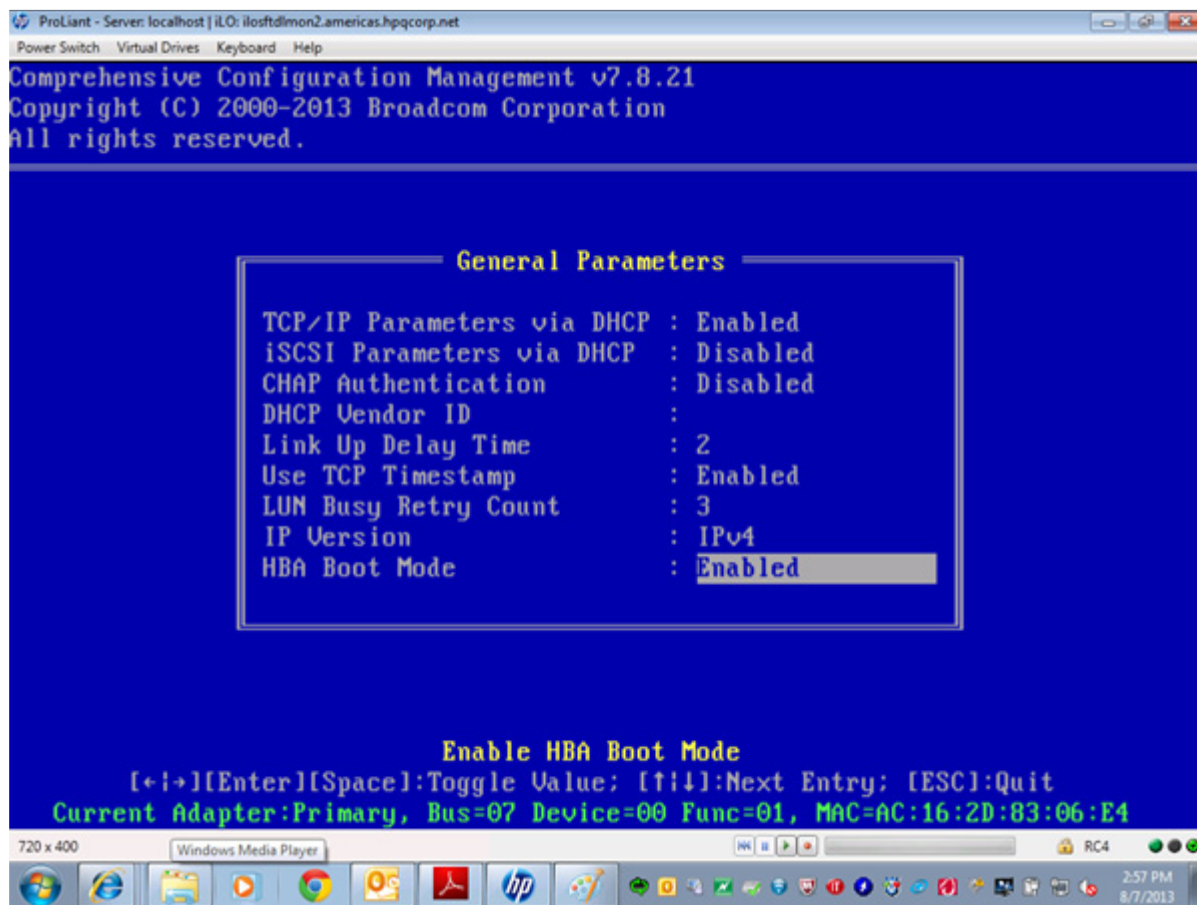 ProLiant - Server: localhost | iLO: ilosftdlmon2.americas.hpqcorp.net
Power Switch Virtual Drives Keyboard Help
Comprehensive Configuration Management v7.8.21
Copyright (C) 2000-2013 Broadcom Corporation
All rights reserved.
General Parameters
TCP/IP Parameters via DHCP : Enabled
iSCSI Parameters via DHCP : Disabled
CHAP Authentication : Disabled
DHCP Vendor ID :
Link Up Delay Time : 2
Use TCP Timestamp : Enabled
LUN Busy Retry Count : 3
IP Version : IPv4
HBA Boot Mode : Enabled
Enable HBA Boot Mode
[←¦→][Enter][Space]:Toggle Value; [↑¦↓]:Next Entry; [ESC]:Quit
Current Adapter:Primary, Bus=07 Device=00 Func=01, MAC=AC:16:2D:83:06:E4
720 x 400
Windows Media Player
RC4
hp
2:57 PM
8/7/2013